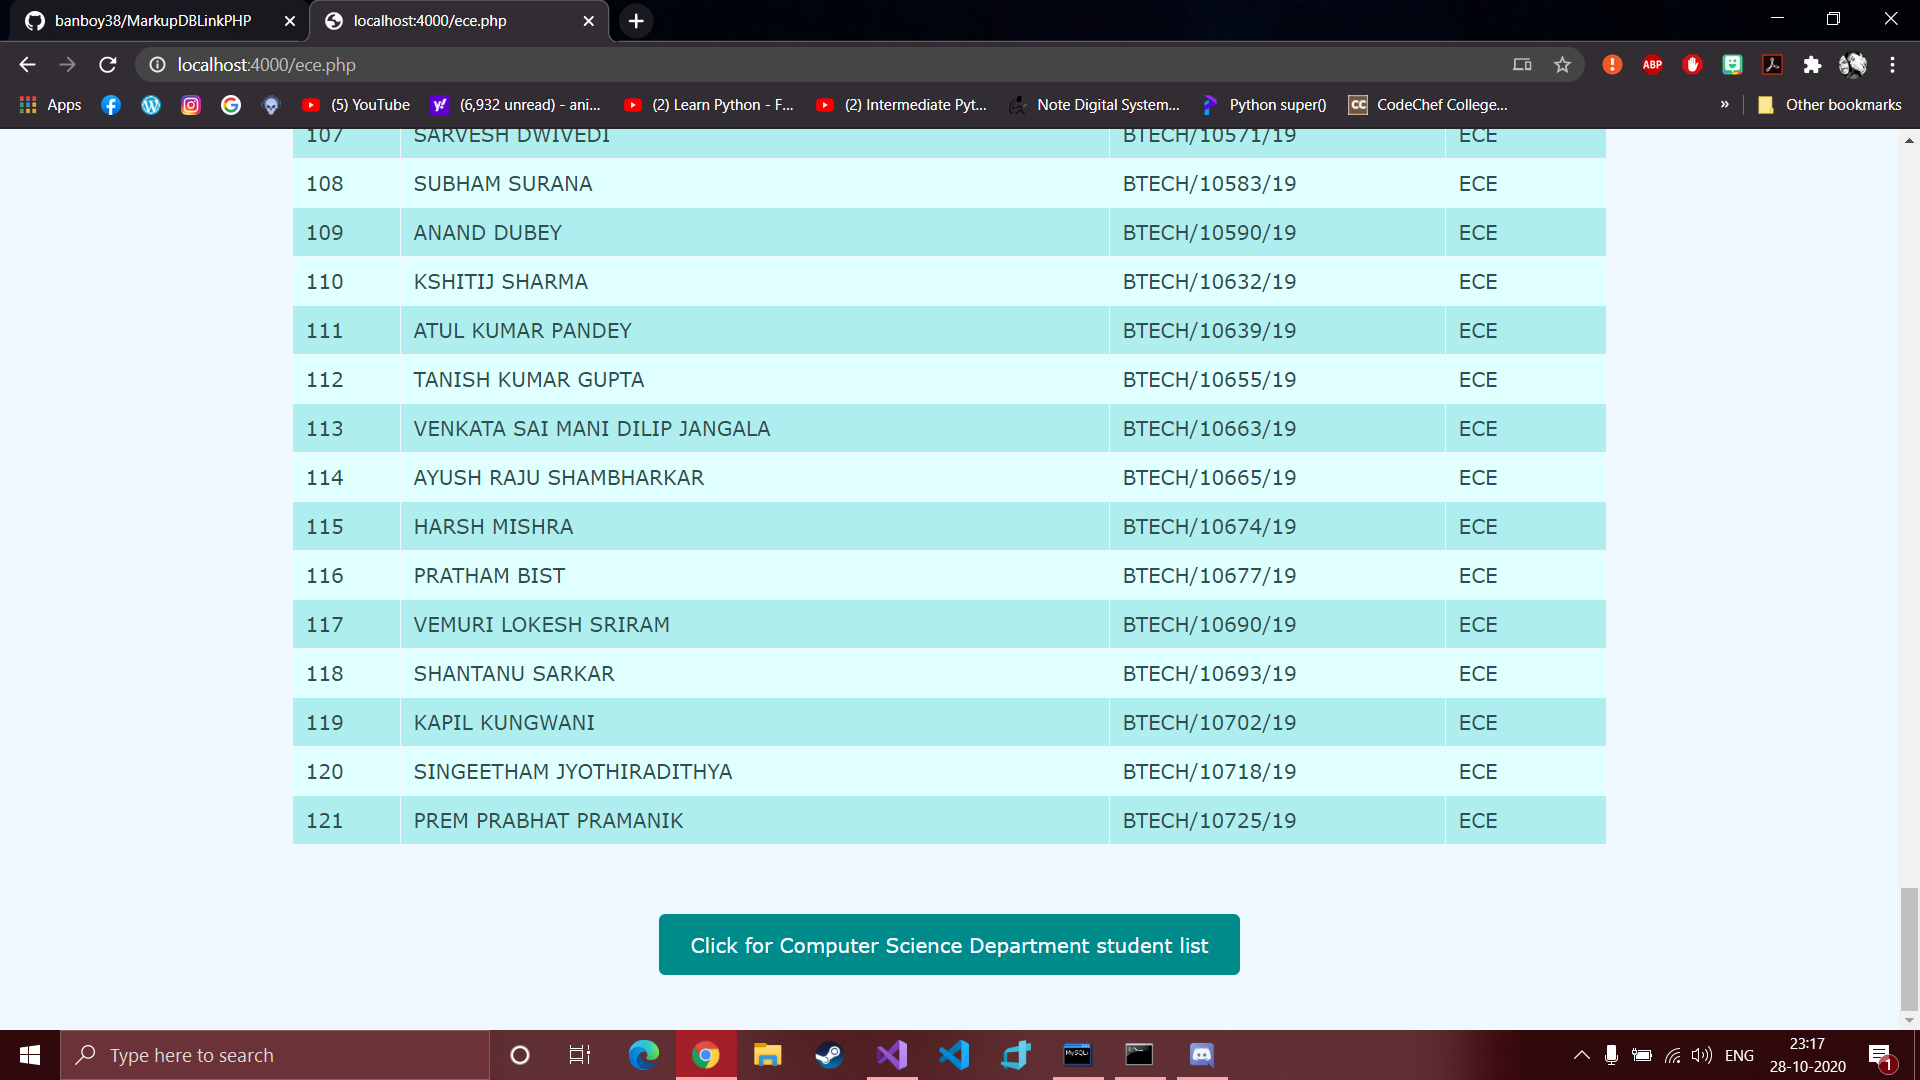 banboy38/MarkupDBLinkPHP
localhost:4000/ece.php
localhost:4000/ece.php
ABP
Apps
(5) YouTube
(6,932 unread) - ani...
(2) Learn Python - F...
(2) Intermediate Pyt...
Note Digital System...
Python super()
CC CodeChef College...
»
Other bookmarks
107 SARVESH DWIVEDI BTECH/10571/19 ECE
108 SUBHAM SURANA BTECH/10583/19 ECE
109 ANAND DUBEY BTECH/10590/19 ECE
110 KSHITIJ SHARMA BTECH/10632/19 ECE
111 ATUL KUMAR PANDEY BTECH/10639/19 ECE
112 TANISH KUMAR GUPTA BTECH/10655/19 ECE
113 VENKATA SAI MANI DILIP JANGALA BTECH/10663/19 ECE
114 AYUSH RAJU SHAMBHARKAR BTECH/10665/19 ECE
115 HARSH MISHRA BTECH/10674/19 ECE
116 PRATHAM BIST BTECH/10677/19 ECE
117 VEMURI LOKESH SRIRAM BTECH/10690/19 ECE
118 SHANTANU SARKAR BTECH/10693/19 ECE
119 KAPIL KUNGWANI BTECH/10702/19 ECE
120 SINGEETHAM JYOTHIRADITHYA BTECH/10718/19 ECE
121 PREM PRABHAT PRAMANIK BTECH/10725/19 ECE
Click for Computer Science Department student list
Type here to search
MySQL
ENG
23:17
28-10-2020
1